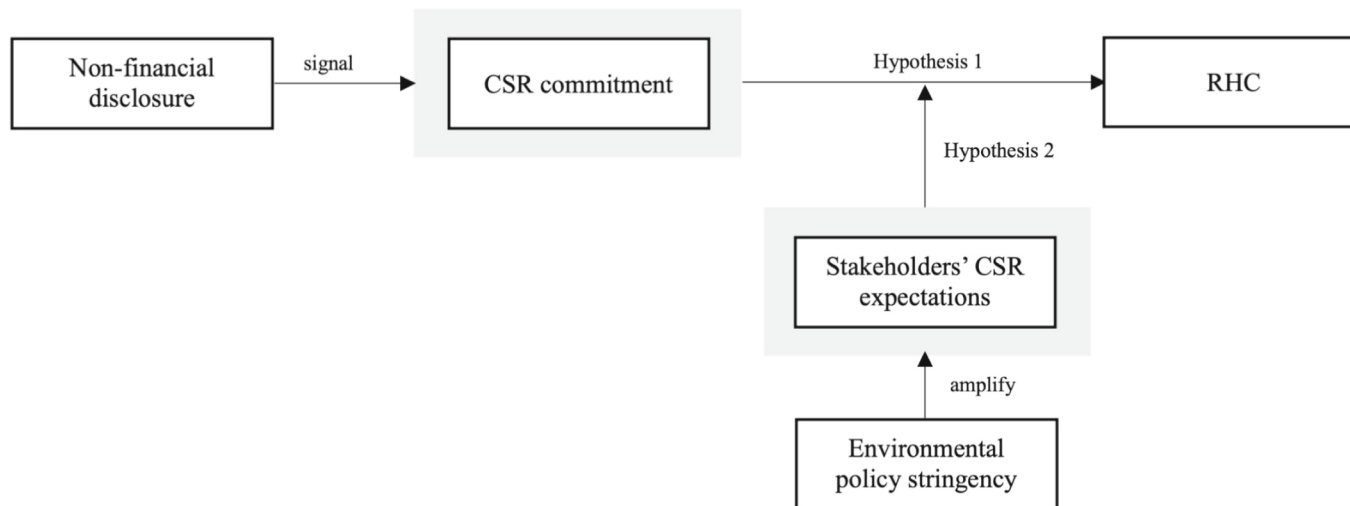 Non-financial
disclosure
signal
CSR commitment
Hypothesis 1
RHC
Hypothesis 2
Stakeholders’ CSR
expectations
amplify
Environmental
policy stringency